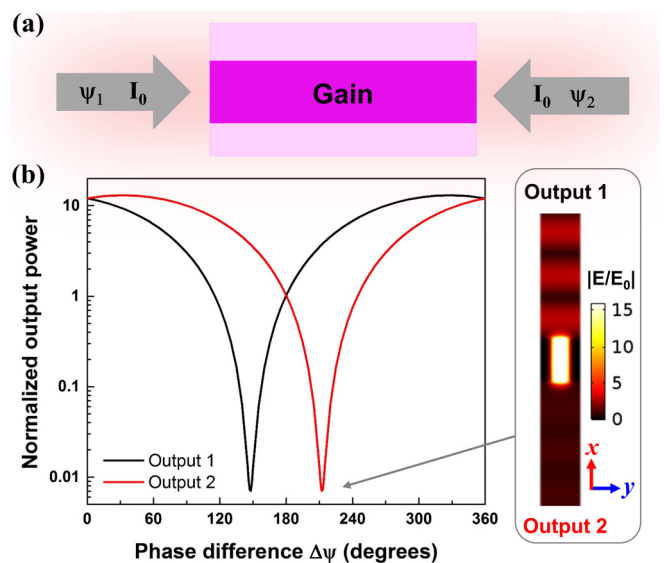 (a)
ψ₁ I₀
Gain
I₀ ψ₂
(b)
Normalized output power
10
1
0.1
0.01
Output 1
Output 2
0 60 120 180 240 300 360
Phase difference Δψ (degrees)
Output 1
|E/E₀|
15
10
5
0
x
y
Output 2